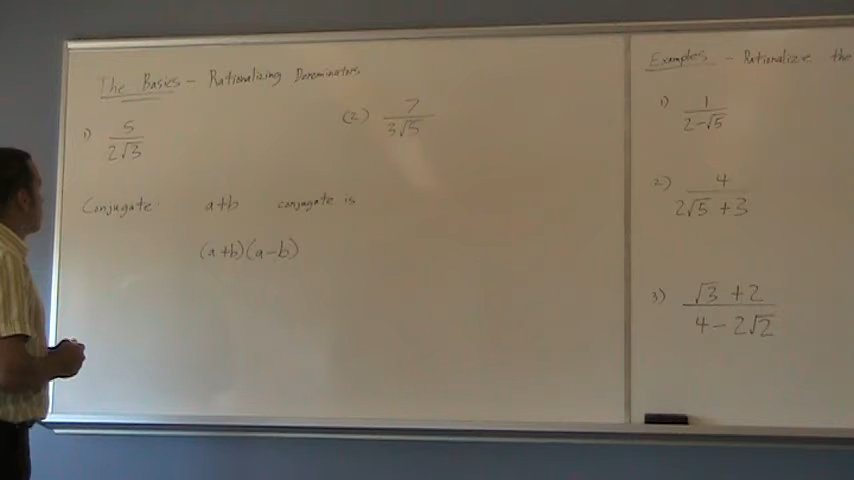 The Basics - Rationalizing Denominators
1) 5/(2√3)
(2) 7/(3√5)
Conjugate: a+b conjugate is
(a+b)(a-b)
Examples - Rationalize the
1) 1/(2-√5)
2) 4/(2√5 +3)
3) (√3 +2)/(4-2√2)